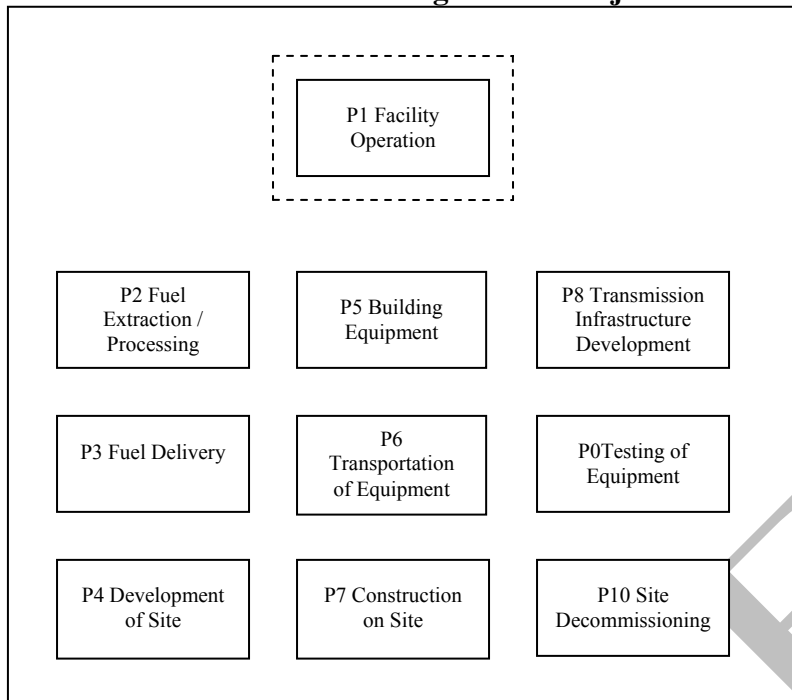 P1 Facility
Operation
P2 Fuel
Extraction /
Processing
P5 Building
Equipment
P8 Transmission
Infrastructure
Development
P3 Fuel Delivery
P6
Transportation
of Equipment
P0Testing of
Equipment
P4 Development
of Site
P7 Construction
on Site
P10 Site
Decommissioning